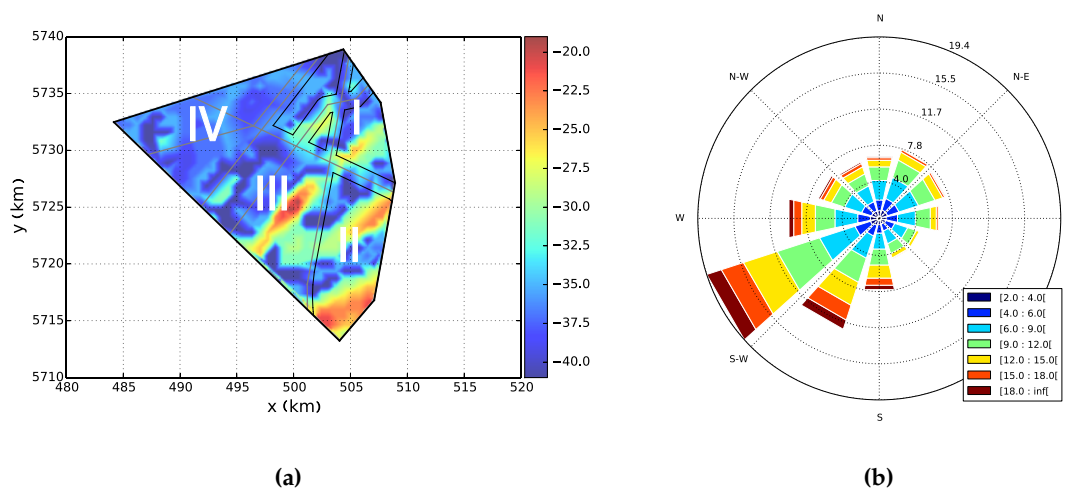 5740
5735
5730
5725
5720
5715
5710
y (km)
480 485 490 495 500 505 510 515 520
x (km)
IV
I
III
II
−20.0
−22.5
−25.0
−27.5
−30.0
−32.5
−35.0
−37.5
−40.0
(a)
N
19.4
N-W
N-E
15.5
11.7
7.8
4.0
W
S-W
S
[2.0 : 4.0[
[4.0 : 6.0[
[6.0 : 9.0[
[9.0 : 12.0[
[12.0 : 15.0[
[15.0 : 18.0[
[18.0 : inf[
(b)